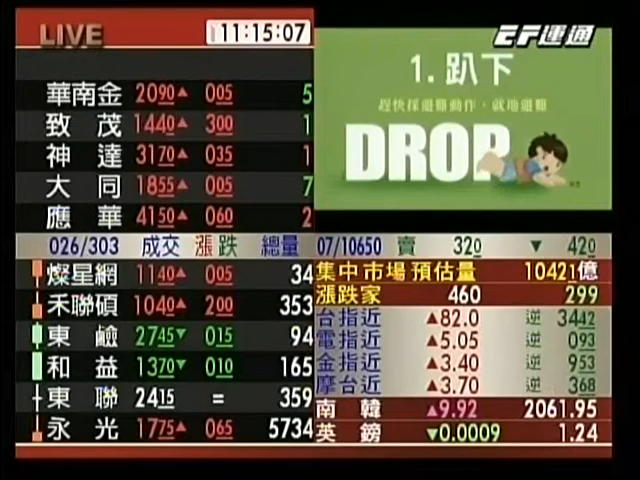 LIVE 11:15:07
EF運通
華南金 2090▲ 005 5
致茂 1440▲ 300 1
神達 3170▲ 035 1
大同 1855▲ 005 7
應華 4150▲ 060 2
1.趴下
趕快採避難動作,就地避難
DROP
026/303 成交 漲跌 總量
燦星網 1140▲ 005 34
禾聯碩 1040▲ 200 353
東鹼 2745▼ 015 94
和益 1370▼ 010 165
東聯 2415 = 359
永光 1775▲ 065 5734
07/10650 賣 320 ▼ 420
集中市場預估量 10421億
漲跌家 460 299
台指近 ▲82.0 逆 3442
電指近 ▲5.05 逆 093
金指近 ▲3.40 逆 953
摩台近 ▲3.70 逆 368
南韓 ▲9.92 2061.95
英鎊 ▼0.0009 1.24